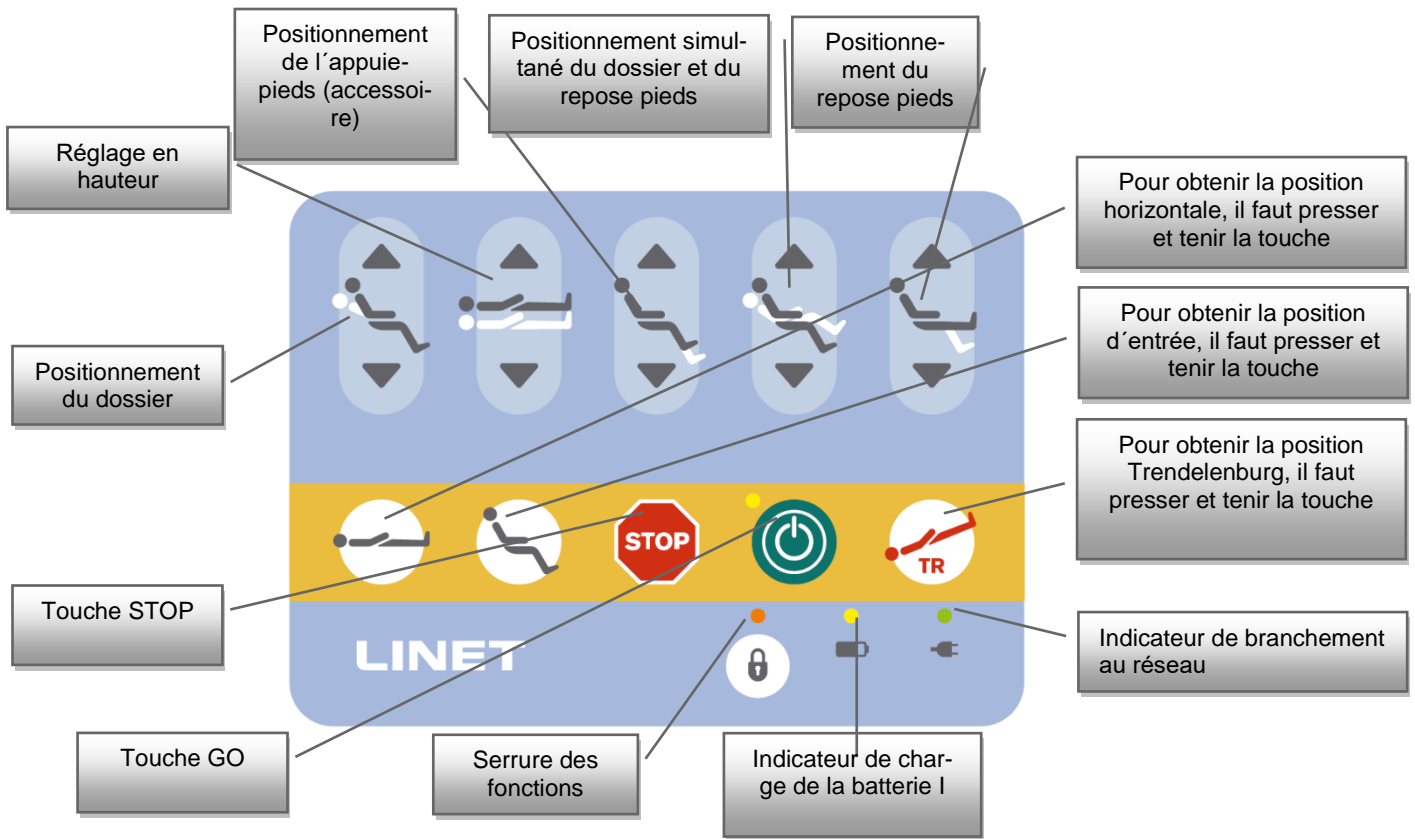 Positionnement
de l´appuie-
pieds (accessoi-
re)
Positionnement simul-
tané du dossier et du
repose pieds
Positionne-
ment du
repose pieds
Réglage en
hauteur
Pour obtenir la position
horizontale, il faut presser
et tenir la touche
Pour obtenir la position
d´entrée, il faut presser et
tenir la touche
Positionnement
du dossier
Pour obtenir la position
Trendelenburg, il faut
presser et tenir la touche
STOP
TR
Touche STOP
LINET
Indicateur de branchement
au réseau
Touche GO
Serrure des
fonctions
Indicateur de char-
ge de la batterie I